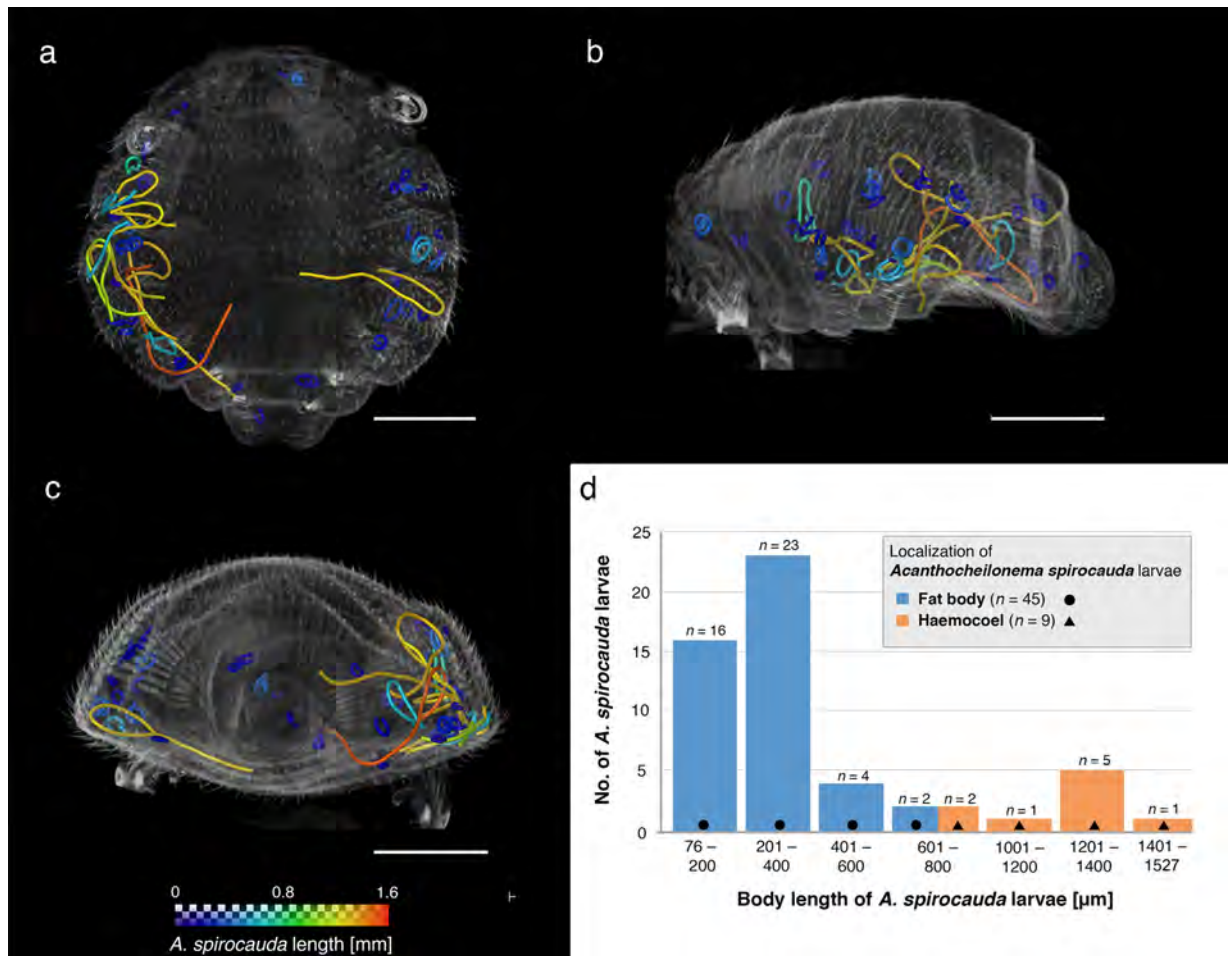 a
b
c
0 0.8 1.6
A. spirocauda length [mm]
d
No. of A. spirocauda larvae
25
20
15
10
5
0
n = 16
n = 23
n = 4
n = 2
n = 2
n = 1
n = 5
n = 1
Localization of
Acanthocheilonema spirocauda larvae
Fat body (n = 45)
Haemocoel (n = 9)
76 –
200
201 –
400
401 –
600
601 –
800
1001 –
1200
1201 –
1400
1401 –
1527
Body length of A. spirocauda larvae [µm]